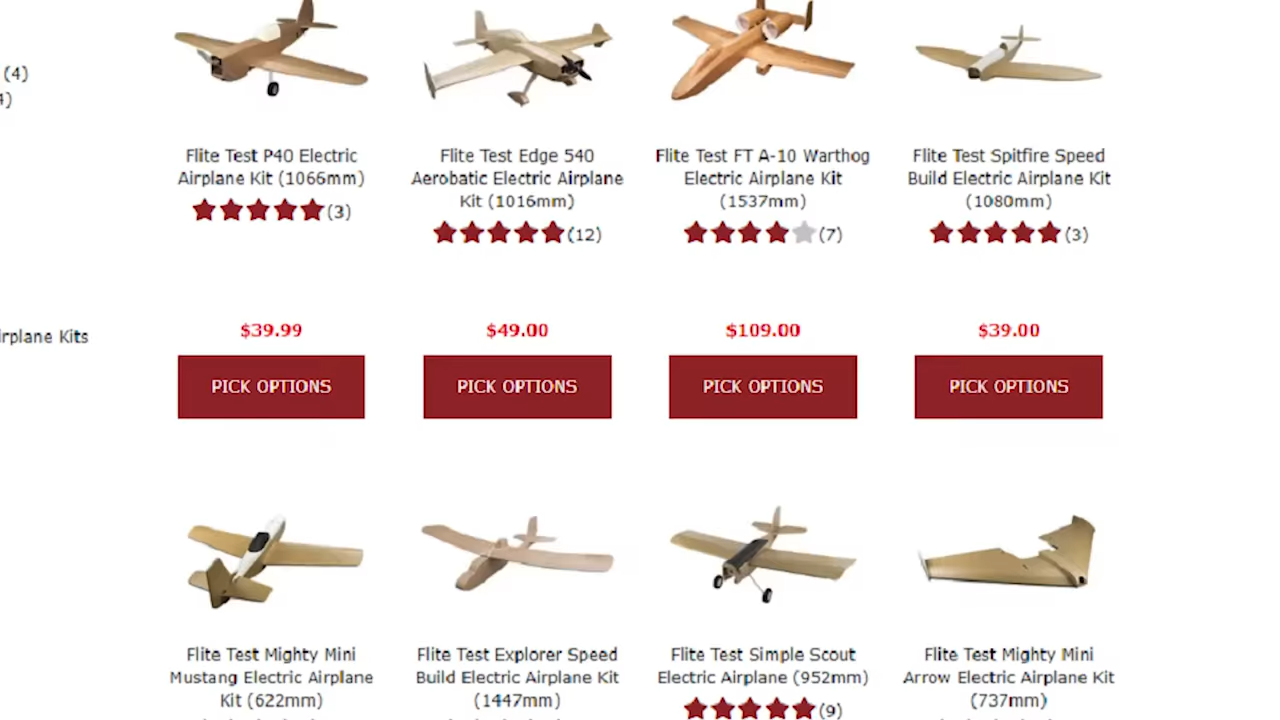 (4)
4)
Flite Test P40 Electric
Airplane Kit (1066mm)
(3)
Flite Test Edge 540
Aerobatic Electric Airplane
Kit (1016mm)
(12)
Flite Test FT A-10 Warthog
Electric Airplane Kit
(1537mm)
(7)
Flite Test Spitfire Speed
Build Electric Airplane Kit
(1080mm)
(3)
irplane Kits
$39.99
$49.00
$109.00
$39.00
PICK OPTIONS
PICK OPTIONS
PICK OPTIONS
PICK OPTIONS
Flite Test Mighty Mini
Mustang Electric Airplane
Kit (622mm)
Flite Test Explorer Speed
Build Electric Airplane Kit
(1447mm)
Flite Test Simple Scout
Electric Airplane (952mm)
(9)
Flite Test Mighty Mini
Arrow Electric Airplane Kit
(737mm)